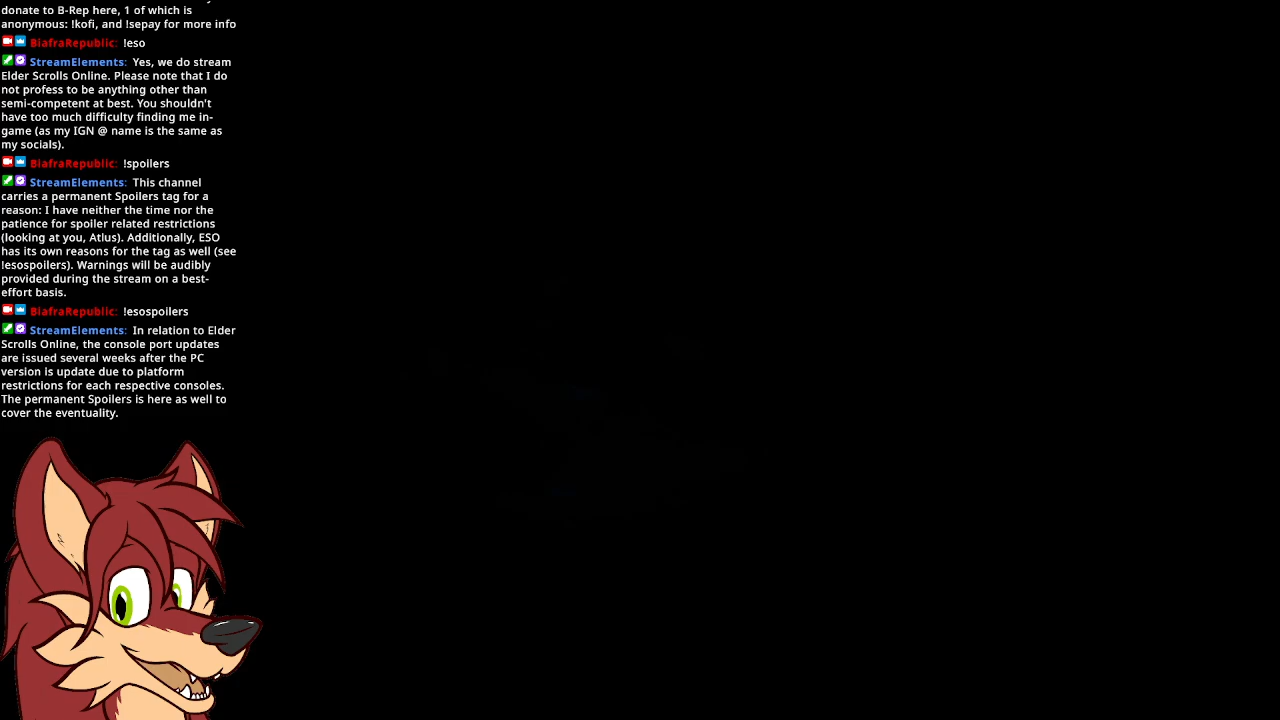 donate to B-Rep here, 1 of which is
anonymous: !kofi, and !sepay for more info
BiafraRepublic: !eso
StreamElements: Yes, we do stream
Elder Scrolls Online. Please note that I do
not profess to be anything other than
semi-competent at best. You shouldn't
have too much difficulty finding me in-
game (as my IGN @ name is the same as
my socials).
BiafraRepublic: !spoilers
StreamElements: This channel
carries a permanent Spoilers tag for a
reason: I have neither the time nor the
patience for spoiler related restrictions
(looking at you, Atlus). Additionally, ESO
has its own reasons for the tag as well (see
!esospoilers). Warnings will be audibly
provided during the stream on a best-
effort basis.
BiafraRepublic: !esospoilers
StreamElements: In relation to Elder
Scrolls Online, the console port updates
are issued several weeks after the PC
version is update due to platform
restrictions for each respective consoles.
The permanent Spoilers is here as well to
cover the eventuality.